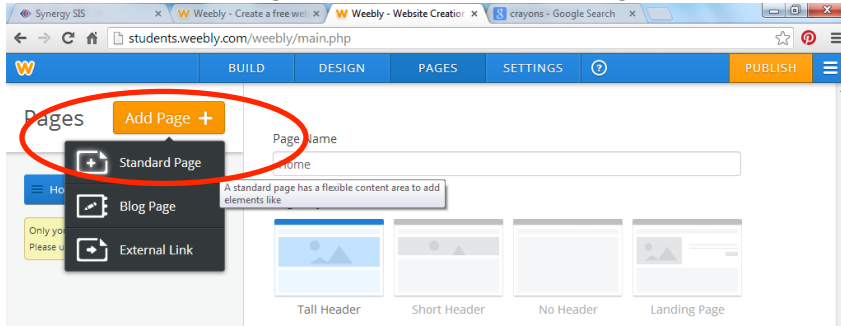 Synergy SIS
Weebly - Create a free wel
Weebly - Website Creation
crayons - Google Search
students.weebly.com/weebly/main.php
BUILD
DESIGN
PAGES
SETTINGS
PUBLISH
Pages
Add Page +
Page Name
Standard Page
Home
A standard page has a flexible content area to add
elements like
Blog Page
Only you
Please u
External Link
Tall Header
Short Header
No Header
Landing Page